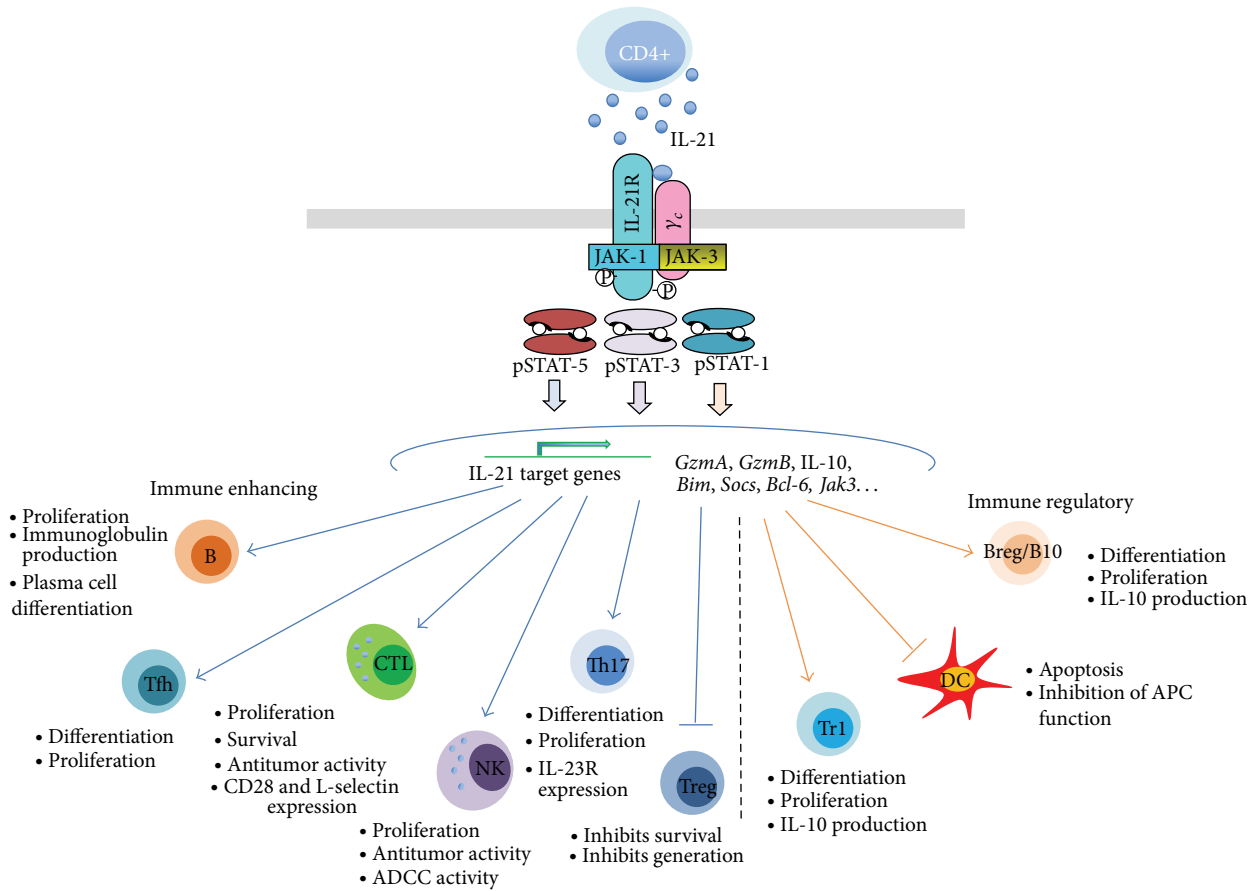 CD4+
IL-21
IL-21R
γc
JAK-1
JAK-3
P
P
pSTAT-5
pSTAT-3
pSTAT-1
IL-21 target genes
GzmA, GzmB, IL-10,
Bim, Socs, Bcl-6, Jak3...
Immune enhancing
• Proliferation
• Immunoglobulin
production
• Plasma cell
differentiation
B
Immune regulatory
Breg/B10
• Differentiation
• Proliferation
• IL-10 production
Tfh
• Differentiation
• Proliferation
CTL
• Proliferation
• Survival
• Antitumor activity
• CD28 and L-selectin
expression
NK
• Proliferation
• Antitumor activity
• ADCC activity
Th17
• Differentiation
• Proliferation
• IL-23R
expression
Treg
• Inhibits survival
• Inhibits generation
Tr1
• Differentiation
• Proliferation
• IL-10 production
DC
• Apoptosis
• Inhibition of APC
function